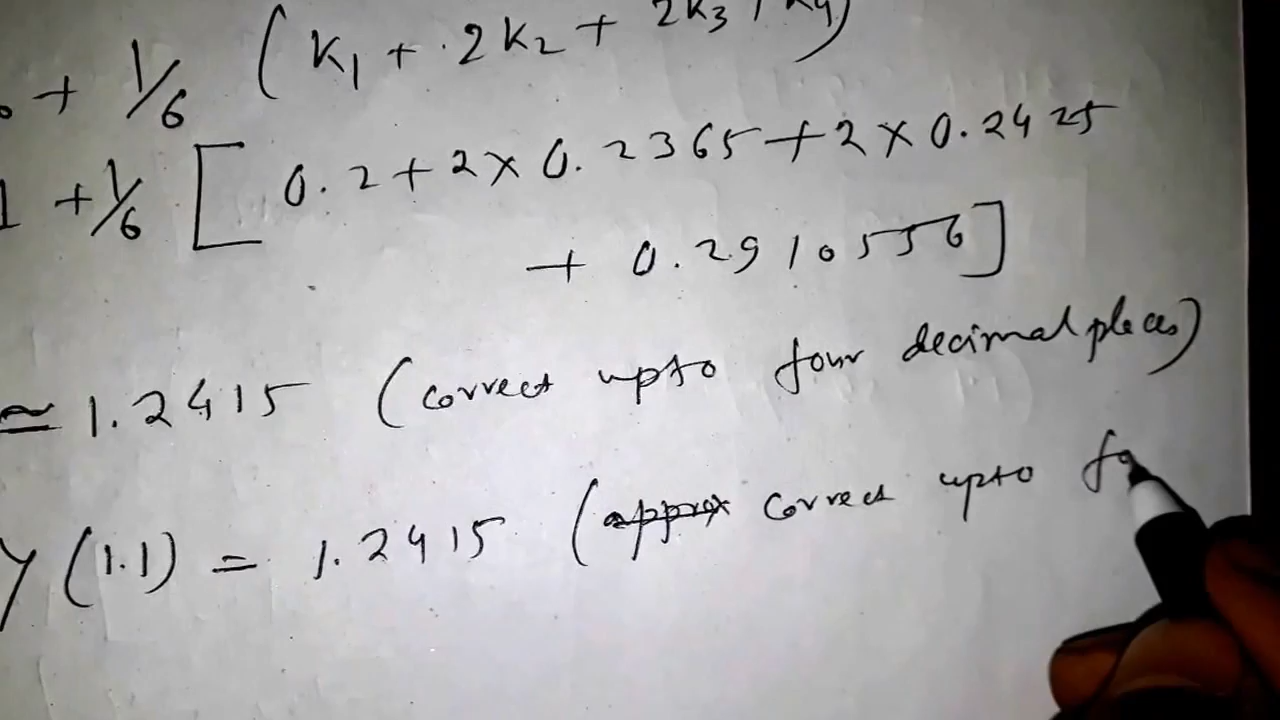 + 1/6 (K1 + 2K2 + 2K3 + K4)
1 + 1/6 [0.2 + 2 × 0.2365 + 2 × 0.2425
+ 0.2910556]
≃ 1.2415 (correct upto four decimal places)
y(1.1) = 1.2415 (correct upto fo